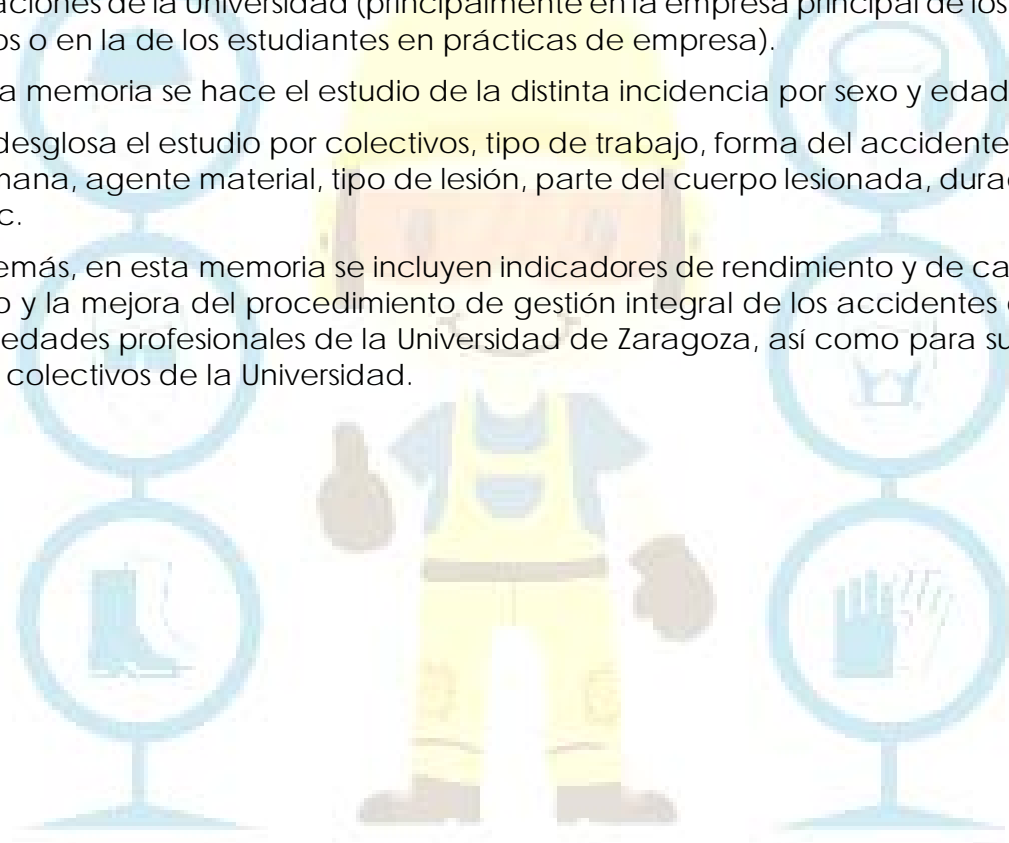 aciones de la Universidad (principalmente en la empresa principal de los
os o en la de los estudiantes en prácticas de empresa).
a memoria se hace el estudio de la distinta incidencia por sexo y edad
desglosa el estudio por colectivos, tipo de trabajo, forma del accidente
mana, agente material, tipo de lesión, parte del cuerpo lesionada, dura
c.
emás, en esta memoria se incluyen indicadores de rendimiento y de ca
o y la mejora del procedimiento de gestión integral de los accidentes
edades profesionales de la Universidad de Zaragoza, así como para su
colectivos de la Universidad.